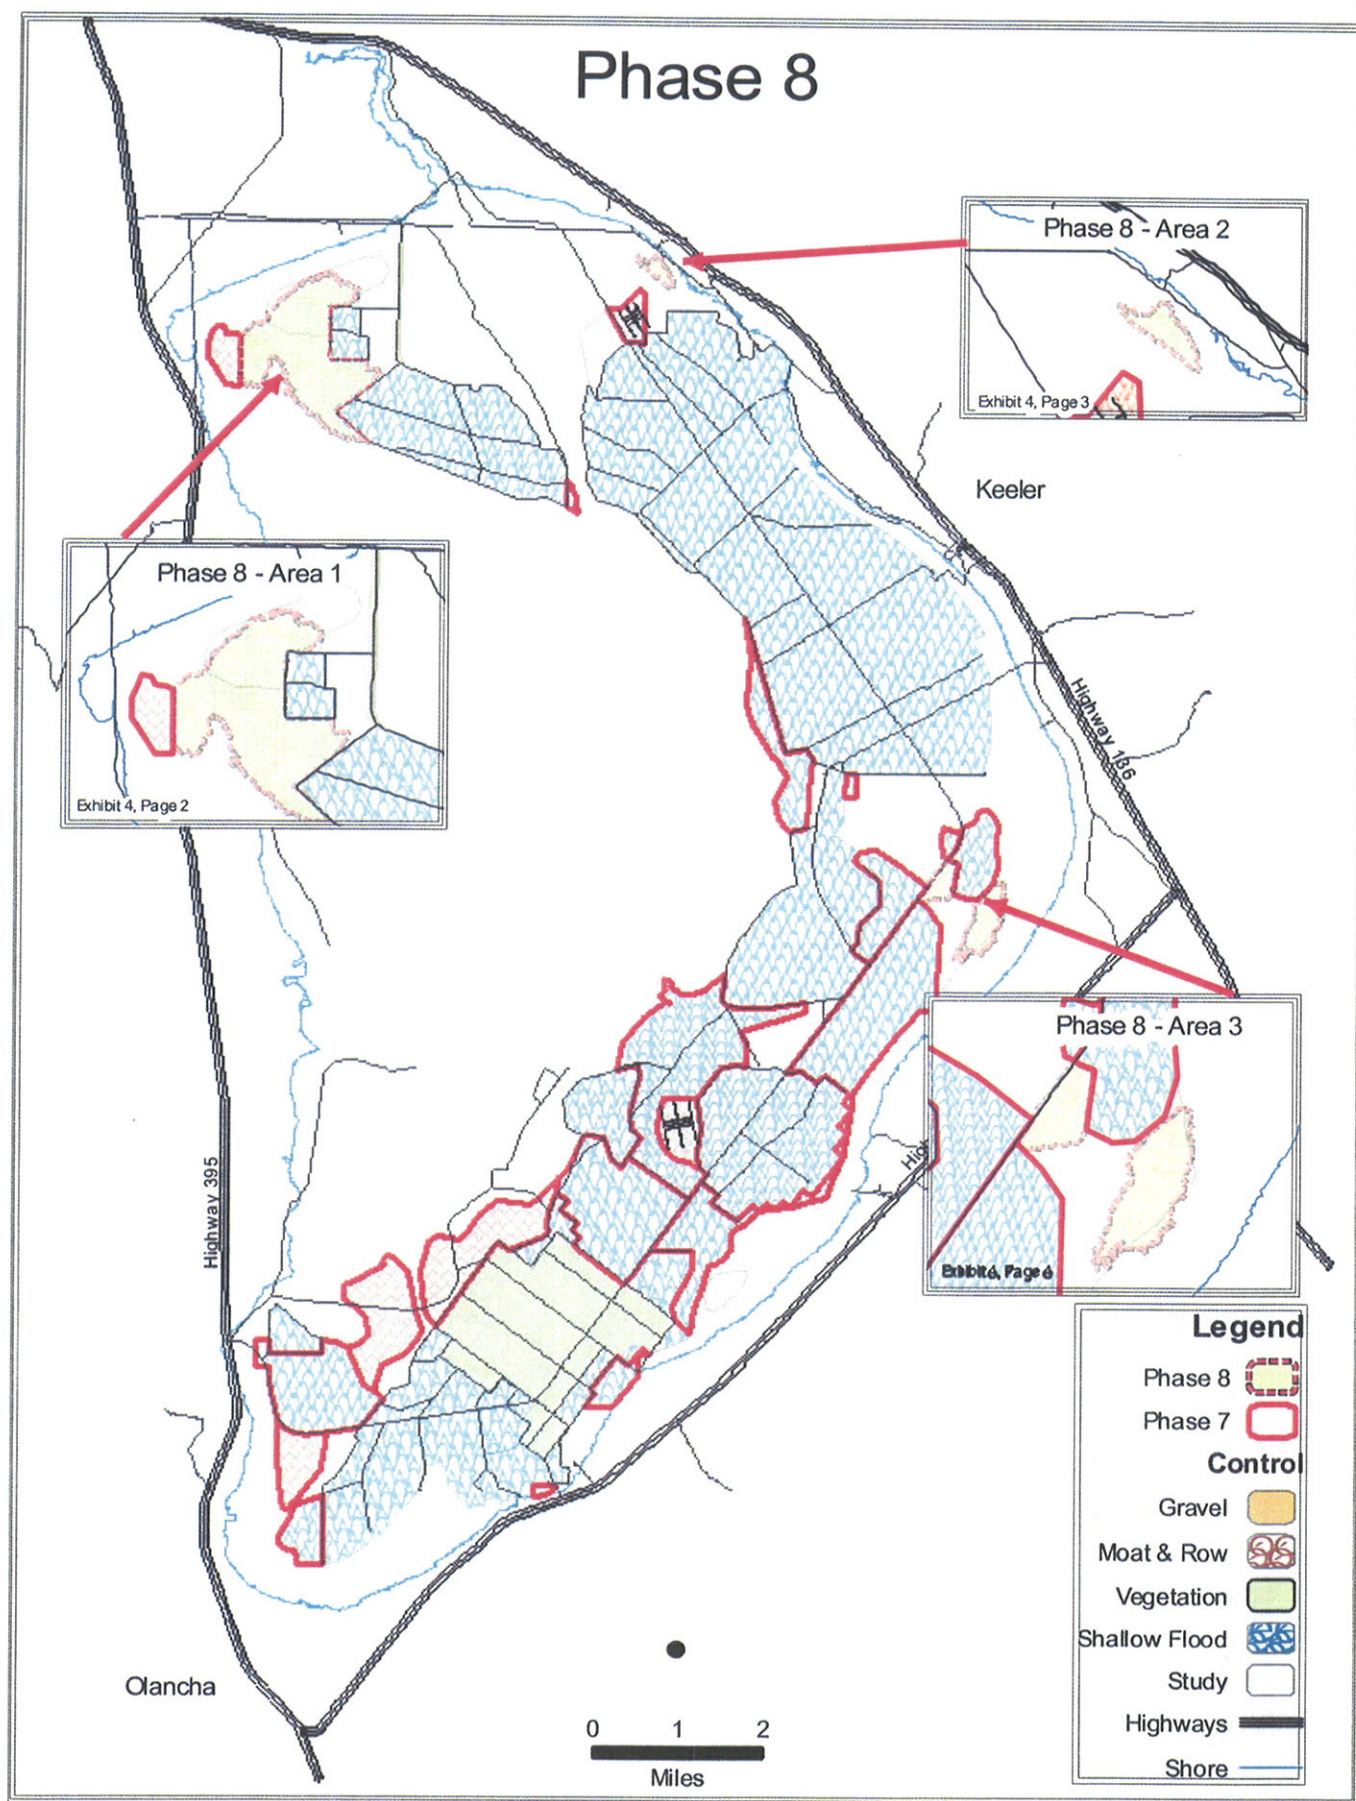 Phase 8
Phase 8 - Area 2
Exhibit 4, Page 3
Keeler
Phase 8 - Area 1
Exhibit 4, Page 2
Highway 136
Phase 8 - Area 3
Highway 395
Legend
Phase 8
Phase 7
Control
Gravel
Moat & Row
Vegetation
Shallow Flood
Study
Highways
Shore
Olancha
0 1 2
Miles